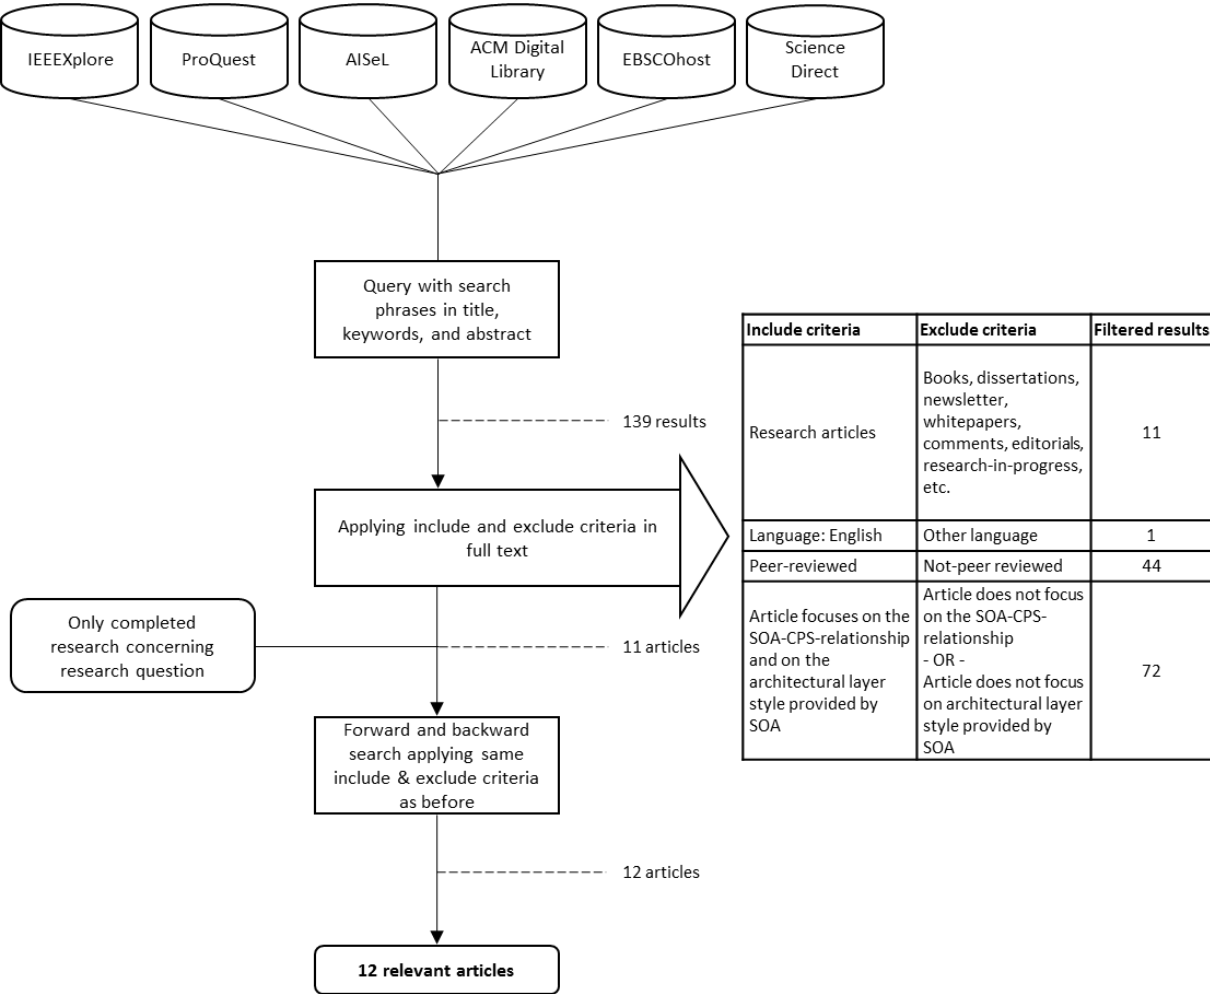 IEEEXplore
ProQuest
AISeL
ACM Digital
Library
EBSCOhost
Science
Direct
Query with search
phrases in title,
keywords, and abstract
139 results
Applying include and exclude criteria in
full text
Only completed
research concerning
research question
11 articles
Forward and backward
search applying same
include & exclude criteria
as before
12 articles
12 relevant articles
Include criteria
Exclude criteria
Filtered results
Research articles
Books, dissertations,
newsletter,
whitepapers,
comments, editorials,
research-in-progress,
etc.
11
Language: English
Other language
1
Peer-reviewed
Not-peer reviewed
44
Article focuses on the
SOA-CPS-relationship
and on the
architectural layer
style provided by
SOA
Article does not focus
on the SOA-CPS-
relationship
- OR -
Article does not focus
on architectural layer
style provided by
SOA
72